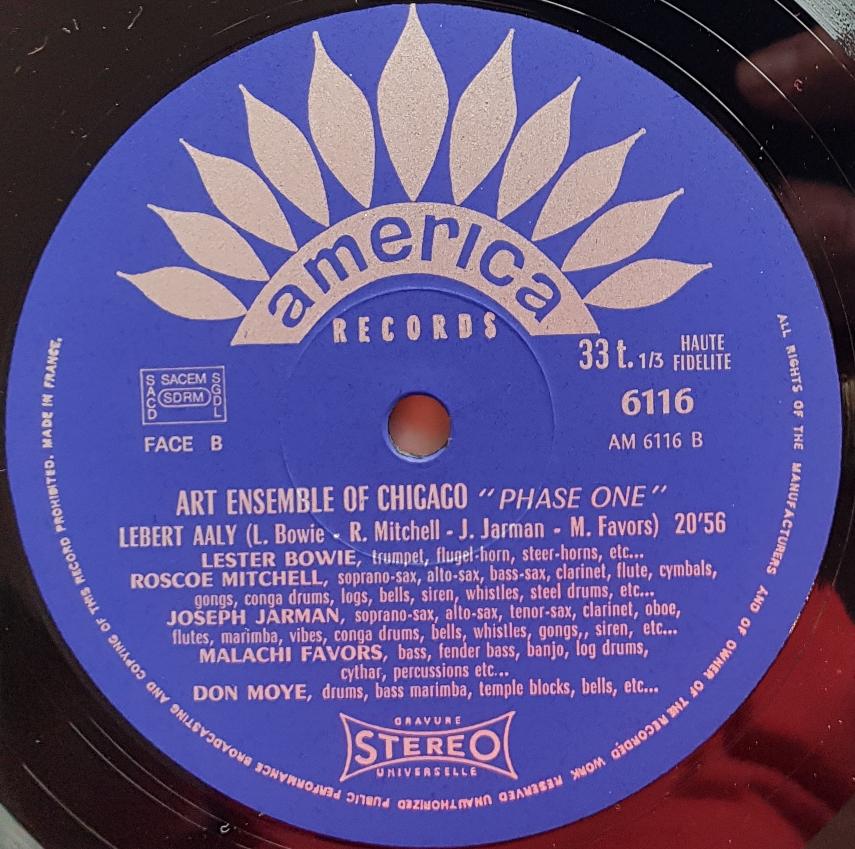 america
RECORDS
33 t. 1/3 HAUTE FIDELITE
6116
AM 6116 B
SACEM
SACD
SDRM
SGDL
FACE B
ART ENSEMBLE OF CHICAGO "PHASE ONE"
LEBERT AALY (L. Bowie - R. Mitchell - J. Jarman - M. Favors) 20'56
LESTER BOWIE, trumpet, flugel-horn, steer-horns, etc...
ROSCOE MITCHELL, soprano-sax, alto-sax, bass-sax, clarinet, flute, cymbals,
gongs, conga drums, logs, bells, siren, whistles, steel drums, etc...
JOSEPH JARMAN, soprano-sax, alto-sax, tenor-sax, clarinet, oboe,
flutes, marimba, vibes, conga drums, bells, whistles, gongs,, siren, etc...
MALACHI FAVORS, bass, fender bass, banjo, log drums,
cythar, percussions etc...
DON MOYE, drums, bass marimba, temple blocks, bells, etc...
GRAVURE
STEREO
UNIVERSELLE
ALL RIGHTS OF THE MANUFACTURERS AND OF OWNER OF THE RECORDED WORK RESERVED UNAUTHORIZED PUBLIC PERFORMANCE BROADCASTING AND COPYING OF THIS RECORD PROHIBITED. MADE IN FRANCE.